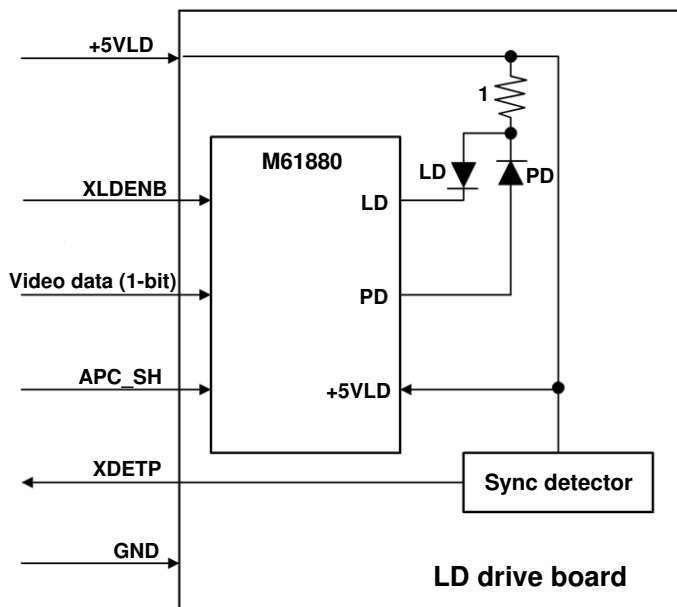 +5VLD
1
M61880
LD
PD
XLDENB
LD
Video data (1-bit)
PD
APC_SH
+5VLD
XDETP
Sync detector
GND
LD drive board